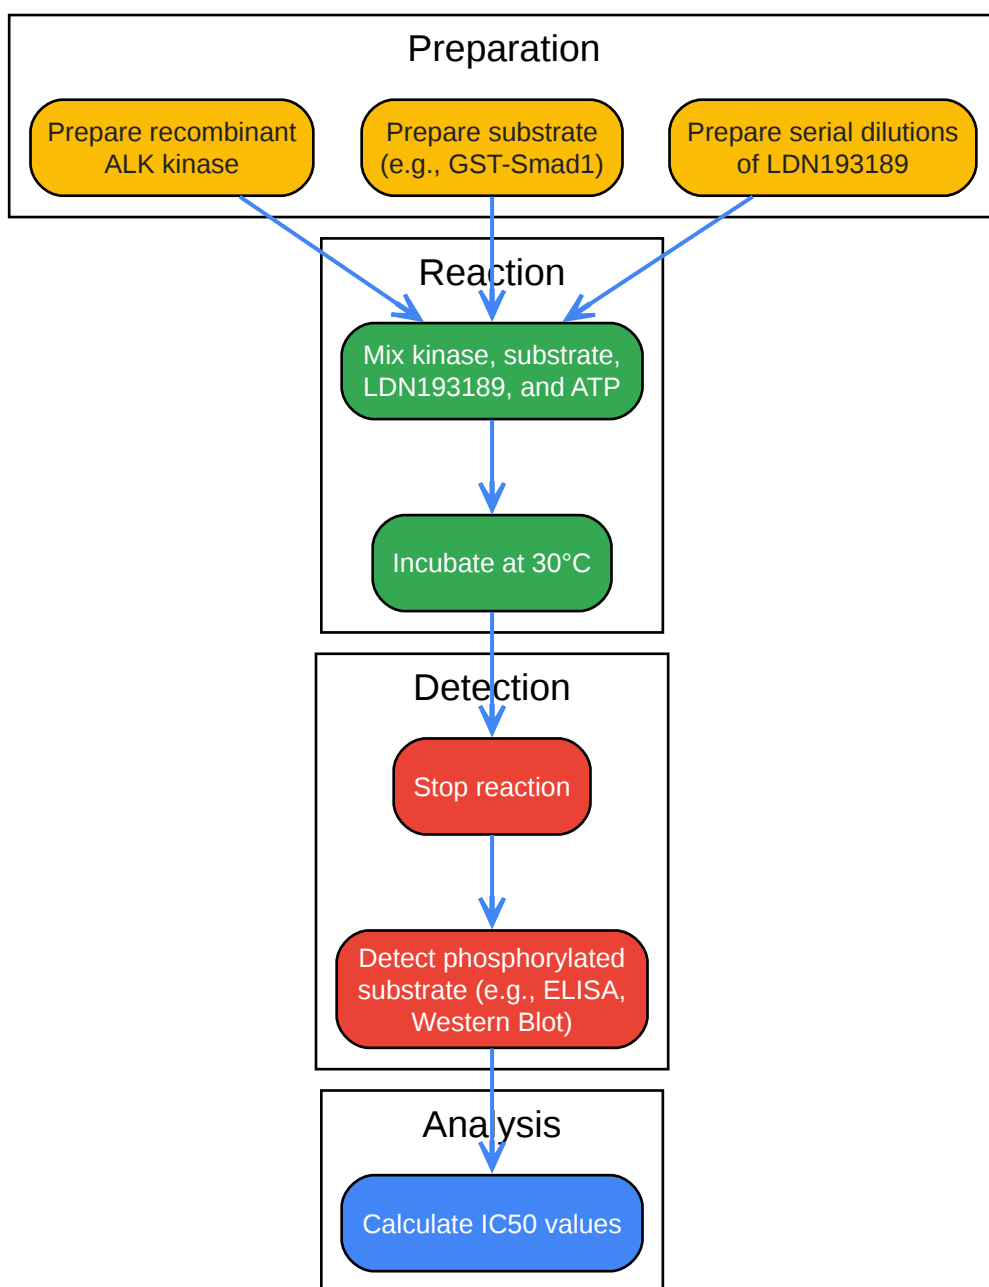 Preparation
Prepare recombinant
ALK kinase
Prepare substrate
(e.g., GST-Smad1)
Prepare serial dilutions
of LDN193189
Reaction
Mix kinase, substrate,
LDN193189, and ATP
Incubate at 30°C
Detection
Stop reaction
Detect phosphorylated
substrate (e.g., ELISA,
Western Blot)
Analysis
Calculate IC50 values